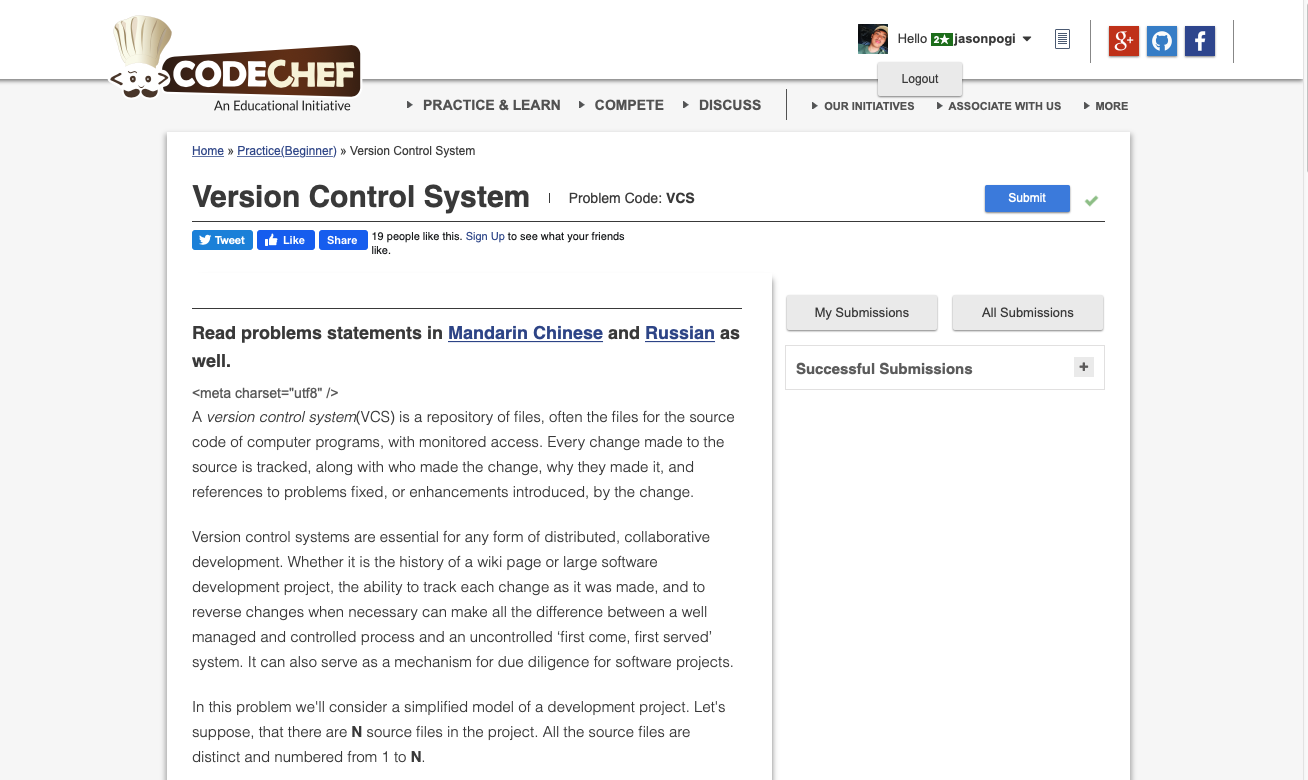 CODECHEF
An Educational Initiative
Hello 2★ jasonpogi
Logout
PRACTICE & LEARN
COMPETE
DISCUSS
OUR INITIATIVES
ASSOCIATE WITH US
MORE
Home » Practice(Beginner) » Version Control System
Version Control System
Problem Code: VCS
Submit
Tweet
Like
Share
19 people like this. Sign Up to see what your friends
like.
Read problems statements in Mandarin Chinese and Russian as
well.
<meta charset="utf8" />
A version control system(VCS) is a repository of files, often the files for the source
code of computer programs, with monitored access. Every change made to the
source is tracked, along with who made the change, why they made it, and
references to problems fixed, or enhancements introduced, by the change.
Version control systems are essential for any form of distributed, collaborative
development. Whether it is the history of a wiki page or large software
development project, the ability to track each change as it was made, and to
reverse changes when necessary can make all the difference between a well
managed and controlled process and an uncontrolled ‘first come, first served’
system. It can also serve as a mechanism for due diligence for software projects.
In this problem we'll consider a simplified model of a development project. Let's
suppose, that there are N source files in the project. All the source files are
distinct and numbered from 1 to N.
My Submissions
All Submissions
Successful Submissions
+